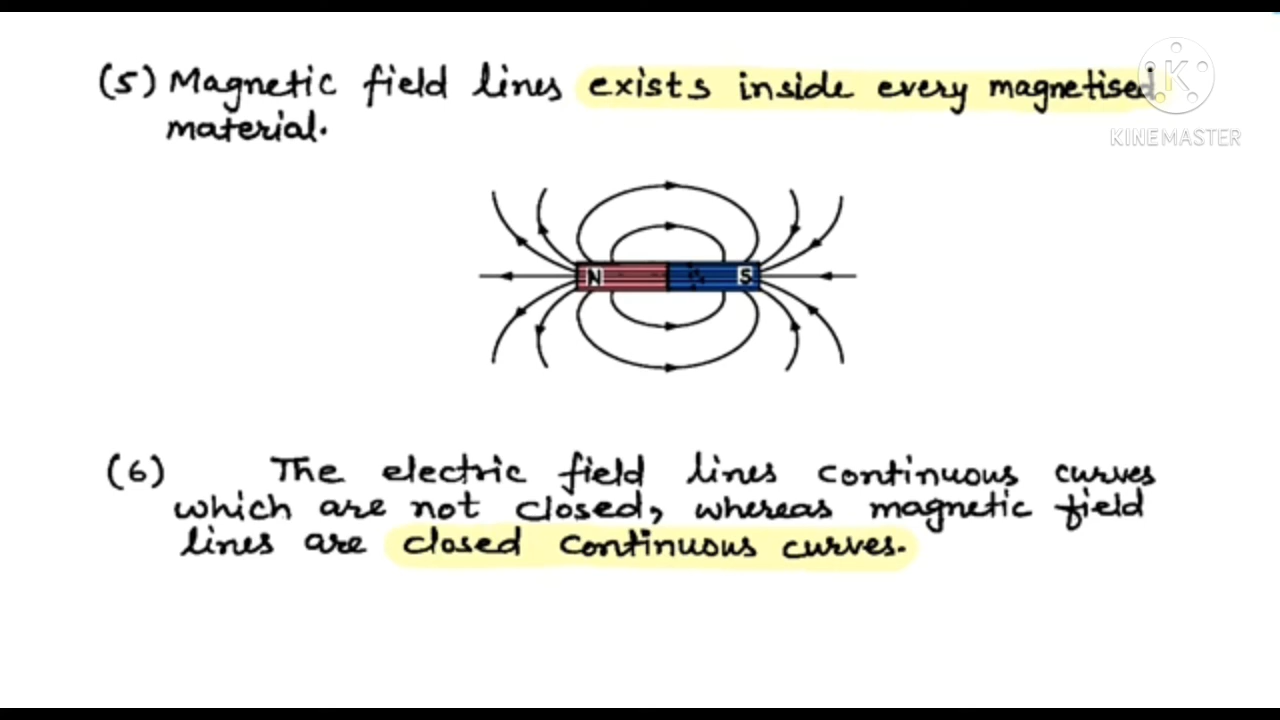 (5) Magnetic field lines exists inside every magnetised
KINEMASTER
material.
N S
(6) The electric field lines continuous curves
which are not closed, whereas magnetic field
lines are closed continuous curves.